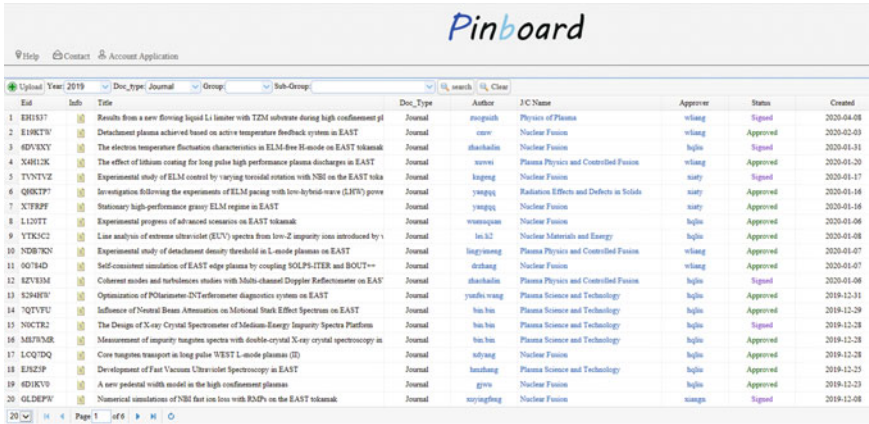 Pinboard
Help Contact Account Application
Upload Year: 2019 Doc_type: Journal Group: Sub-Group: search Clear
Eid Info Title Doc_Type Author J/C Name Approver Status Created
1 EH1S37 Results from a new flowing liquid Li limiter with TZM substrate during high confinement pl Journal Physics of Plasma wliang Signed 2020-04-08
2 E19KTW Detachment plasma achieved based on active temperature feedback system in EAST Journal Nuclear Fusion wliang Approved 2020-02-03
3 6DV8XY The electron temperature fluctuation characteristics in ELM-free H-mode on EAST tokamak Journal zhaohailin Nuclear Fusion hqliu Signed 2020-01-31
4 X4H12K The effect of lithium coating for long pulse high performance plasma discharges in EAST Journal Plasma Physics and Controlled Fusion wliang Approved 2020-01-20
5 TVNTVZ Experimental study of ELM control by varying toroidal rotation with NBI on the EAST toka Journal kngeng Nuclear Fusion xiaty Signed 2020-01-17
6 QHKTP7 Investigation following the experiments of ELM pacing with low-hybrid-wave (LHW) powe Journal yangqq Radiation Effects and Defects in Solids xiaty Approved 2020-01-16
7 X7FRPF Stationary high-performance grassy ELM regime in EAST Journal yangqq Nuclear Fusion xiaty Approved 2020-01-16
8 L120TT Experimental progress of advanced scenarios on EAST tokamak Journal Nuclear Fusion hqliu Approved 2020-01-06
9 YTK5C2 Line analysis of extreme ultraviolet (EUV) spectra from low-Z impurity ions introduced by v Journal lei.li2 Nuclear Materials and Energy hqliu Approved 2020-01-08
10 NDB7KN Experimental study of detachment density threshold in L-mode plasmas on EAST Journal lingyimeng Plasma Physics and Controlled Fusion wliang Approved 2020-01-07
11 0G784D Self-consistent simulation of EAST edge plasma by coupling SOLPS-ITER and BOUT++ Journal drzhang Nuclear Fusion wliang Approved 2020-01-07
12 8ZV83M Coherent modes and turbulences studies with Multi-channel Doppler Reflectometer on EAS Journal zhaohailin Plasma Physics and Controlled Fusion hqliu Signed 2020-01-06
13 S294HW Optimization of POlarimeter-INTerferometer diagnostics system on EAST Journal yunfei.wang Plasma Science and Technology hqliu Approved 2019-12-31
14 7QTVFU Influence of Neutral Beam Attenuation on Motional Stark Effect Spectrum on EAST Journal bin.bin Plasma Science and Technology hqliu Approved 2019-12-29
15 N0CTR2 The Design of X-ray Crystal Spectrometer of Medium-Energy Impurity Spectra Platform Journal bin.bin Plasma Science and Technology hqliu Signed 2019-12-28
16 Measurement of impurity tungsten spectra with double-crystal X-ray crystal spectroscopy in Journal bin.bin Plasma Science and Technology hqliu Approved 2019-12-28
17 LCQ7DQ Core tungsten transport in long pulse WEST L-mode plasmas (II) Journal xdyang Nuclear Fusion hqliu Approved 2019-12-28
18 EJSZ5P Development of Fast Vacuum Ultraviolet Spectroscopy in EAST Journal Plasma Science and Technology hqliu Approved 2019-12-25
19 6D1KV0 A new pedestal width model in the high confinement plasmas Journal gjwu Nuclear Fusion hqliu Approved 2019-12-23
20 GLDEPW Numerical simulations of NBI fast ion loss with RMPs on the EAST tokamak Journal xuyingfeng Nuclear Fusion Signed 2019-12-08
20 Page 1 of 6